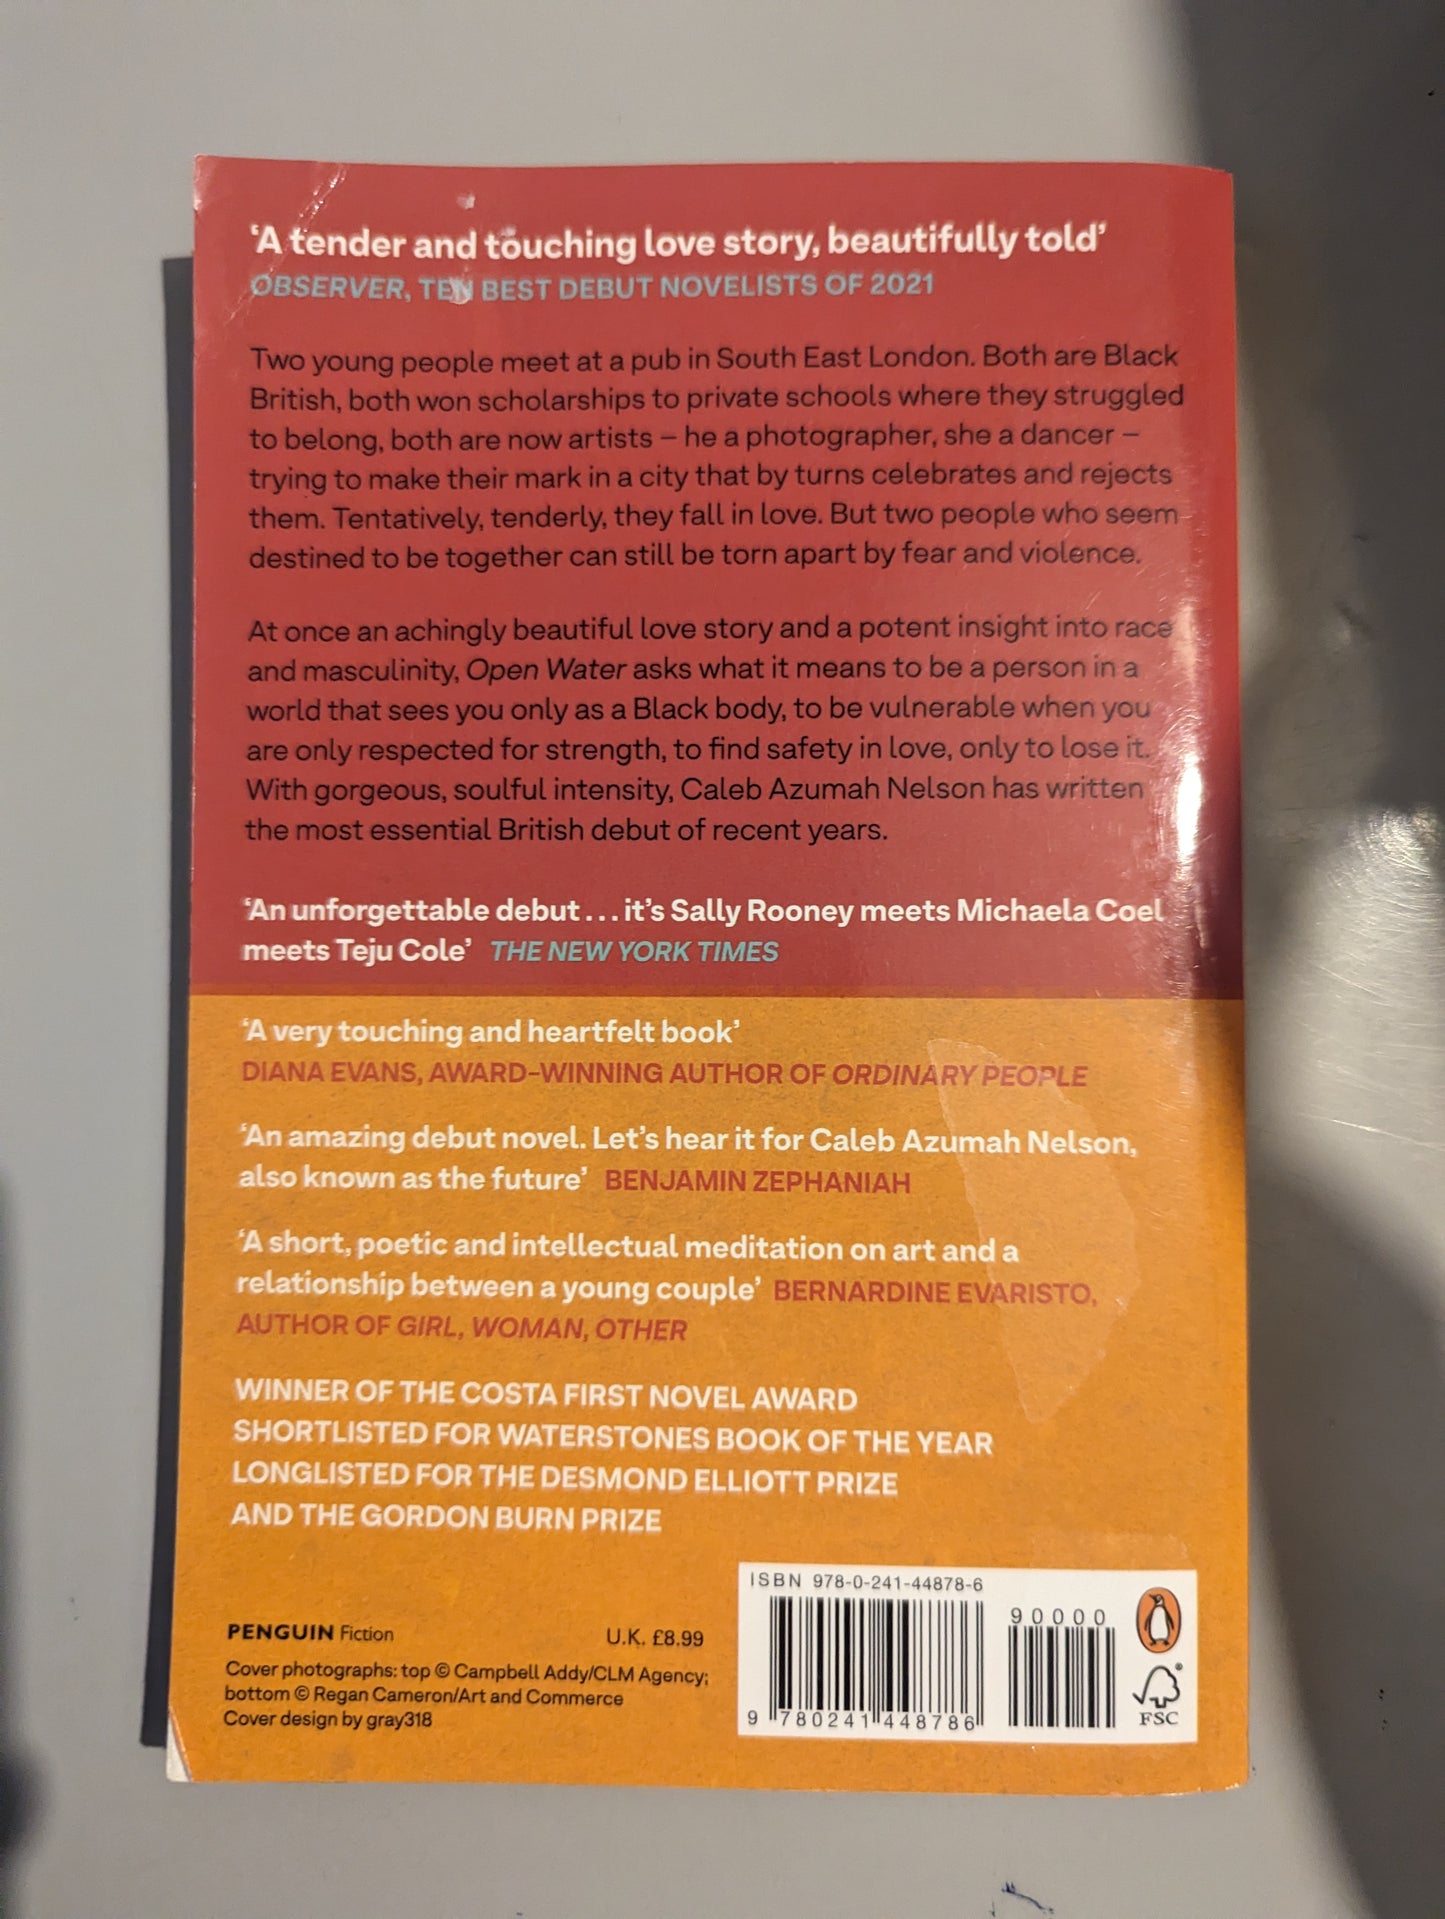 ‘A tender and touching love story, beautifully told’
OBSERVER, TEN BEST DEBUT NOVELISTS OF 2021
Two young people meet at a pub in South East London. Both are Black
British, both won scholarships to private schools where they struggled
to belong, both are now artists – he a photographer, she a dancer –
trying to make their mark in a city that by turns celebrates and rejects
them. Tentatively, tenderly, they fall in love. But two people who seem
destined to be together can still be torn apart by fear and violence.
At once an achingly beautiful love story and a potent insight into race
and masculinity, Open Water asks what it means to be a person in a
world that sees you only as a Black body, to be vulnerable when you
are only respected for strength, to find safety in love, only to lose it.
With gorgeous, soulful intensity, Caleb Azumah Nelson has written
the most essential British debut of recent years.
‘An unforgettable debut . . . it’s Sally Rooney meets Michaela Coel
meets Teju Cole’ THE NEW YORK TIMES
‘A very touching and heartfelt book’
DIANA EVANS, AWARD-WINNING AUTHOR OF ORDINARY PEOPLE
‘An amazing debut novel. Let’s hear it for Caleb Azumah Nelson,
also known as the future’ BENJAMIN ZEPHANIAH
‘A short, poetic and intellectual meditation on art and a
relationship between a young couple’ BERNARDINE EVARISTO,
AUTHOR OF GIRL, WOMAN, OTHER
WINNER OF THE COSTA FIRST NOVEL AWARD
SHORTLISTED FOR WATERSTONES BOOK OF THE YEAR
LONGLISTED FOR THE DESMOND ELLIOTT PRIZE
AND THE GORDON BURN PRIZE
PENGUIN Fiction
U.K. £8.99
Cover photographs: top © Campbell Addy/CLM Agency;
bottom © Regan Cameron/Art and Commerce
Cover design by gray318
ISBN 978-0-241-44878-6
90000
9 780241 448786
FSC®